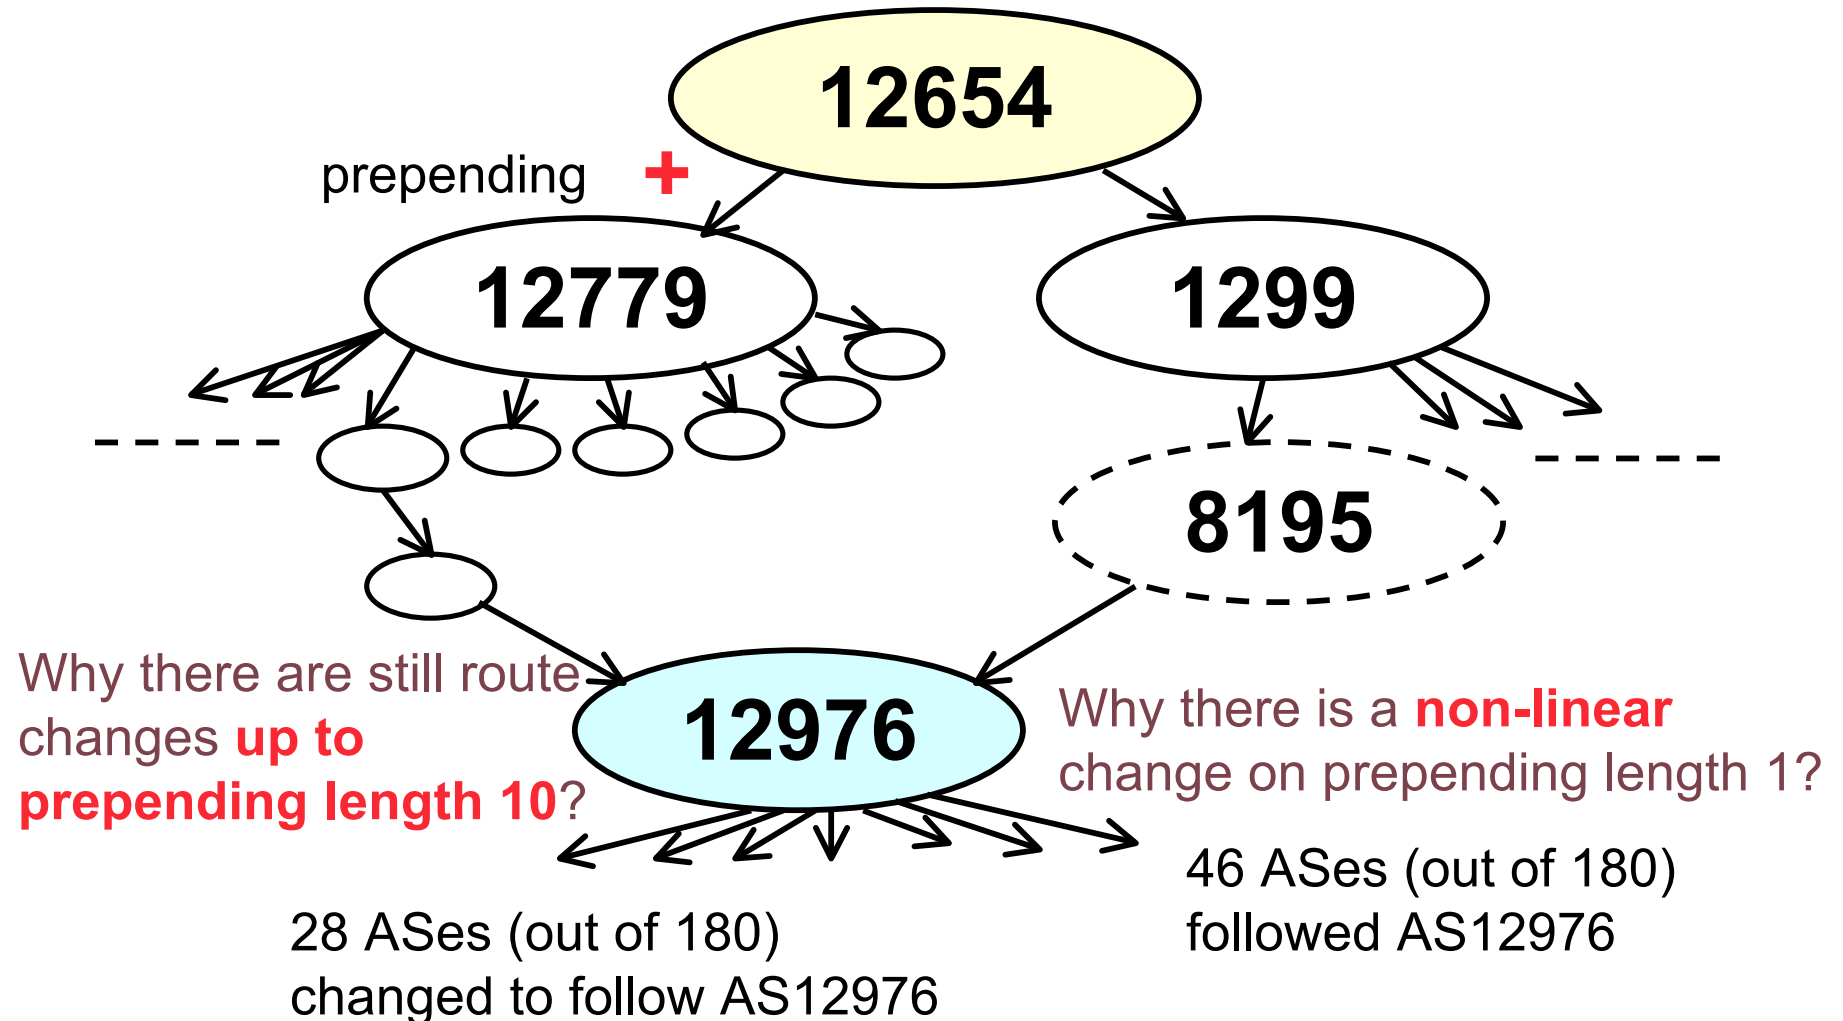 12654
prepending +
12779
1299
8195
Why there are still route
changes up to
prepending length 10?
12976
Why there is a non-linear
change on prepending length 1?
46 ASes (out of 180)
followed AS12976
28 ASes (out of 180)
changed to follow AS12976